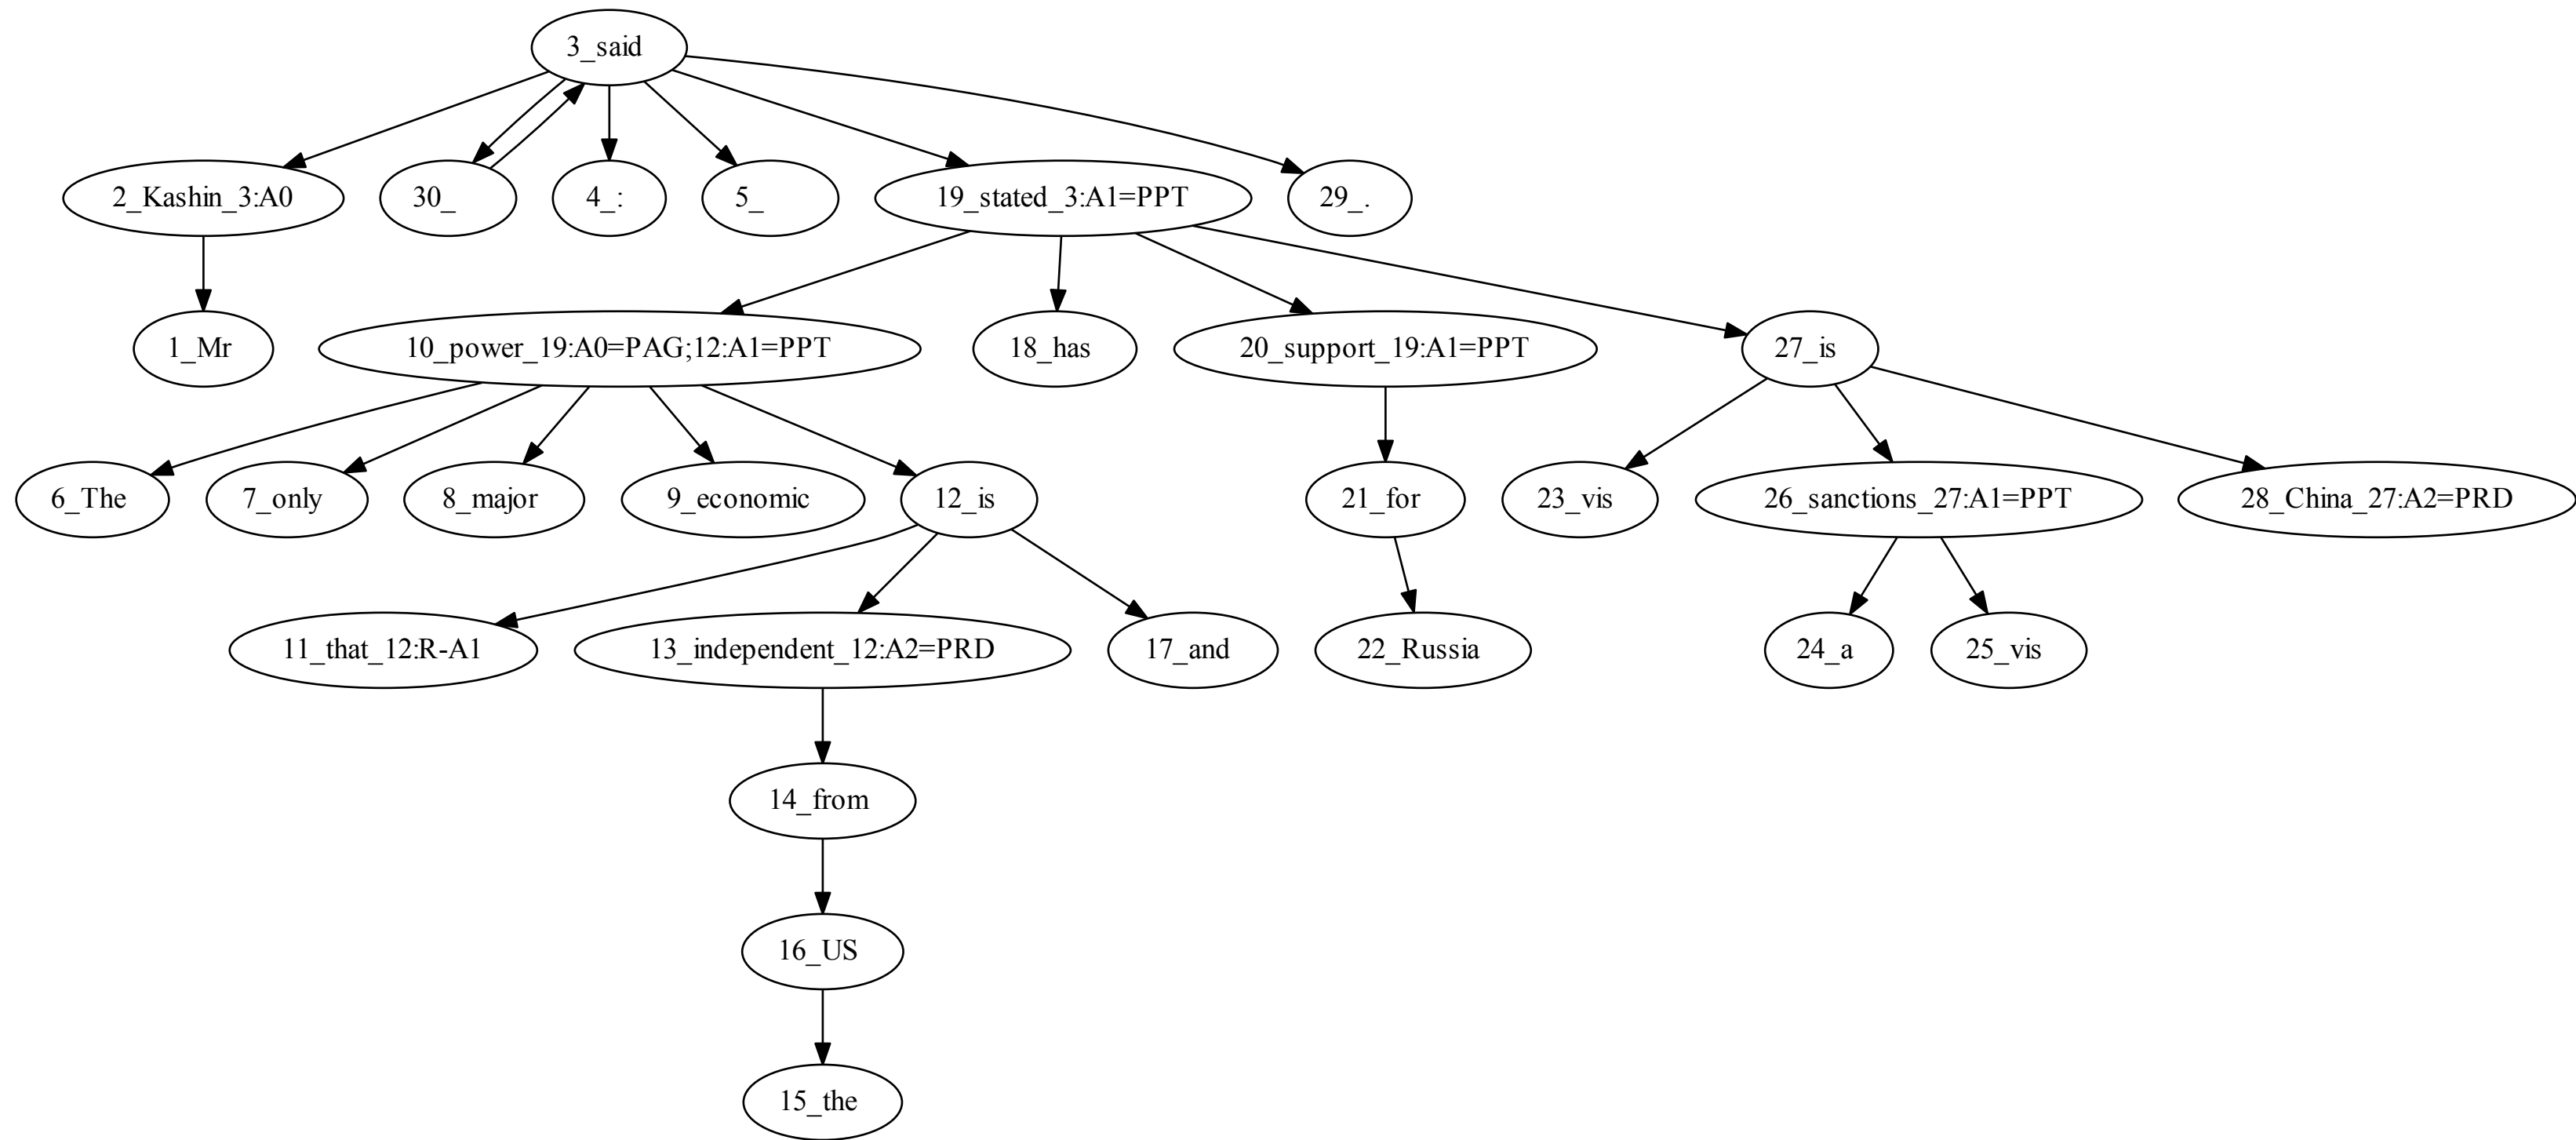 3_said
2_Kashin_3:A0
30_
4_:
5_
19_stated_3:A1=PPT
29_.
1_Mr
10_power_19:A0=PAG;12:A1=PPT
18_has
20_support_19:A1=PPT
27_is
6_The
7_only
8_major
9_economic
12_is
21_for
23_vis
26_sanctions_27:A1=PPT
28_China_27:A2=PRD
11_that_12:R-A1
13_independent_12:A2=PRD
17_and
22_Russia
24_a
25_vis
14_from
16_US
15_the